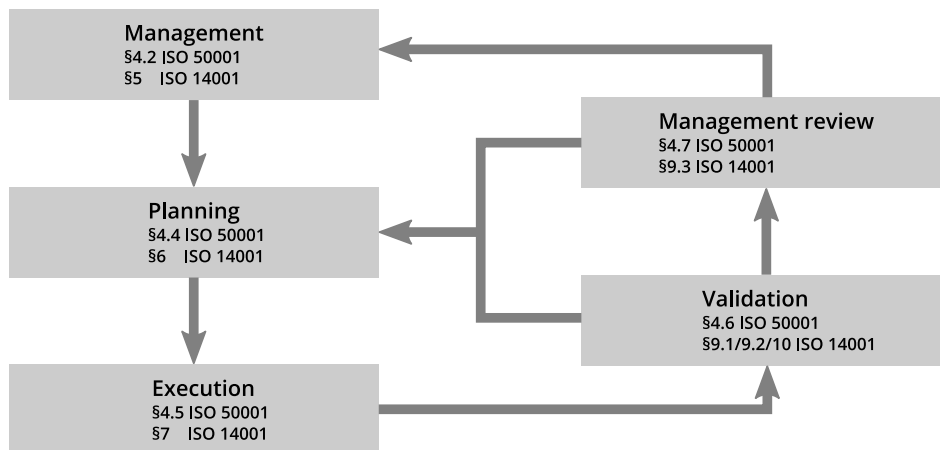 Management
§4.2 ISO 50001
§5 ISO 14001
Planning
§4.4 ISO 50001
§6 ISO 14001
Execution
§4.5 ISO 50001
§7 ISO 14001
Management review
§4.7 ISO 50001
§9.3 ISO 14001
Validation
§4.6 ISO 50001
§9.1/9.2/10 ISO 14001